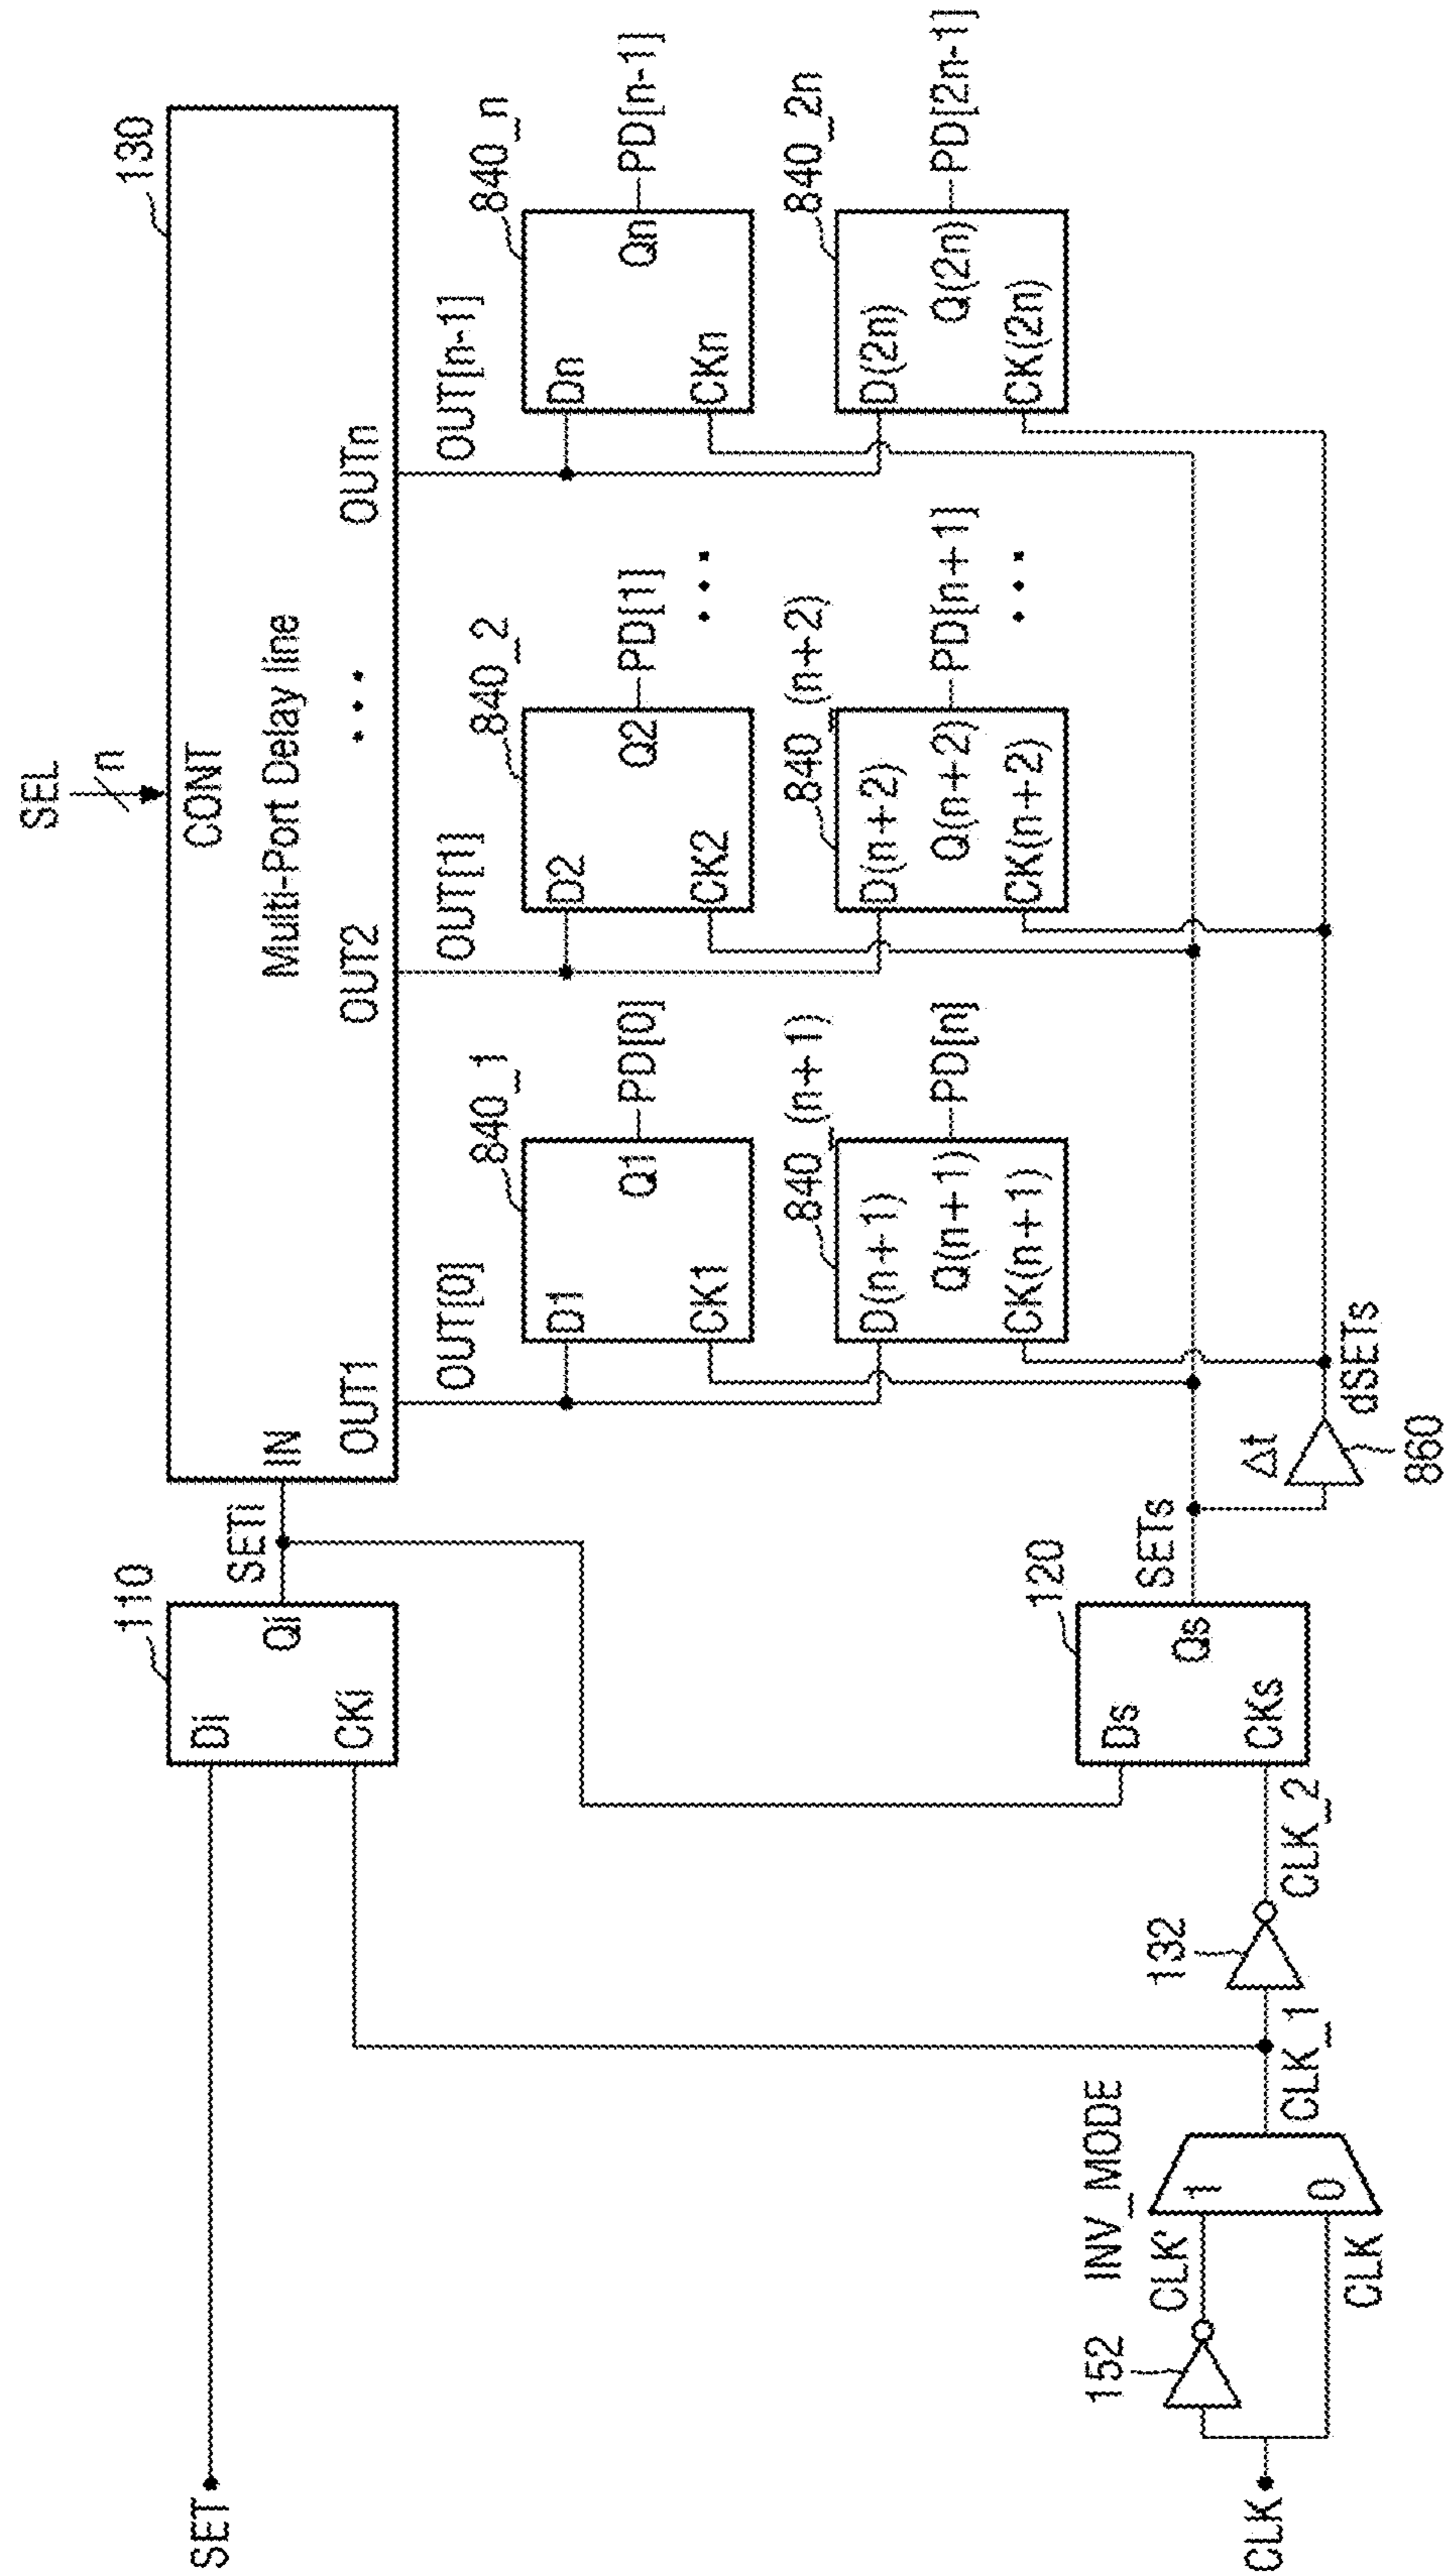 SEL
n
130
CONT
Multi-Port Delay line
IN
OUT1
OUT2
OUTn
110
Di
Qi
CKi
SETi
SET
OUT[0]
OUT[1]
OUT[n-1]
840_1
D1
Q1
CK1
PD[0]
840_2
D2
Q2
CK2
PD[1]
840_n
Dn
Qn
CKn
PD[n-1]
840_(n+1)
D(n+1)
Q(n+1)
CK(n+1)
PD[n]
840_(n+2)
D(n+2)
Q(n+2)
CK(n+2)
PD[n+1]
840_2n
D(2n)
Q(2n)
CK(2n)
PD[2n-1]
120
Ds
Qs
CKs
SETs
Δt
dSETs
860
132
CLK_1
CLK_2
INV_MODE
152
CLK'
1
0
CLK
CLK